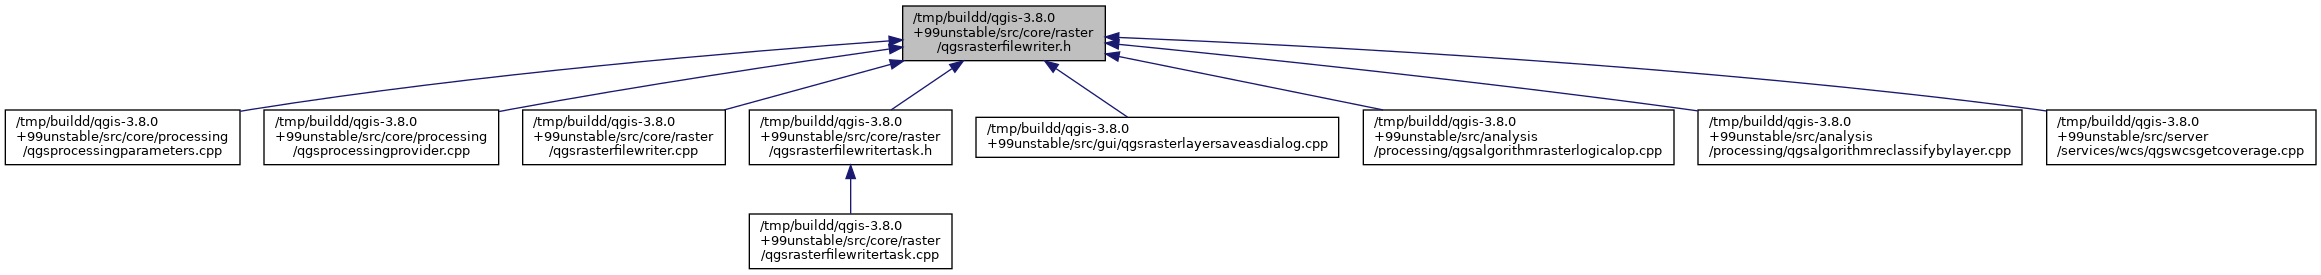 /tmp/buildd/qgis-3.8.0
+99unstable/src/core/raster
/qgsrasterfilewriter.h
/tmp/buildd/qgis-3.8.0
+99unstable/src/core/processing
/qgsprocessingparameters.cpp
/tmp/buildd/qgis-3.8.0
+99unstable/src/core/processing
/qgsprocessingprovider.cpp
/tmp/buildd/qgis-3.8.0
+99unstable/src/core/raster
/qgsrasterfilewriter.cpp
/tmp/buildd/qgis-3.8.0
+99unstable/src/core/raster
/qgsrasterfilewritertask.h
/tmp/buildd/qgis-3.8.0
+99unstable/src/gui/qgsrasterlayersaveasdialog.cpp
/tmp/buildd/qgis-3.8.0
+99unstable/src/analysis
/processing/qgsalgorithmrasterlogicalop.cpp
/tmp/buildd/qgis-3.8.0
+99unstable/src/analysis
/processing/qgsalgorithmreclassifybylayer.cpp
/tmp/buildd/qgis-3.8.0
+99unstable/src/server
/services/wcs/qgswcsgetcoverage.cpp
/tmp/buildd/qgis-3.8.0
+99unstable/src/core/raster
/qgsrasterfilewritertask.cpp